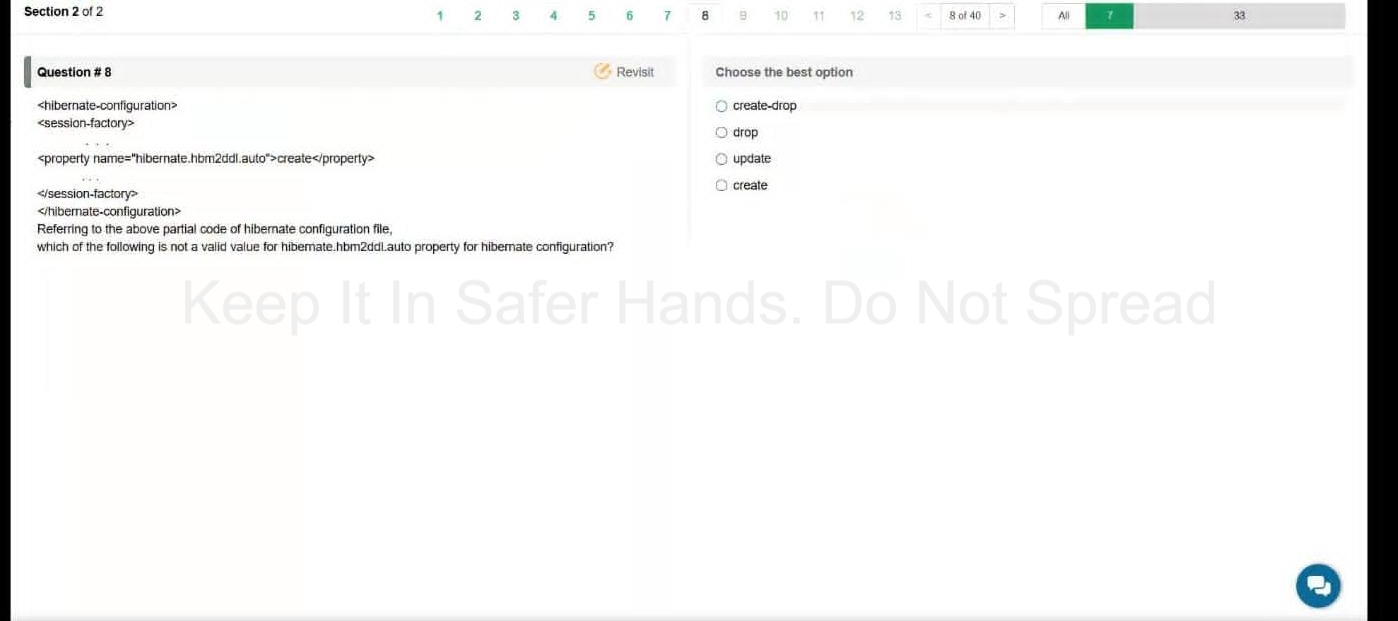 Section 2 of 2
1 2 3 4 5 6 7 8 9 10 11 12 13 < 8 of 40 > All 7 33
Question # 8
Revisit
<hibernate-configuration>
<session-factory>
. . .
<property name="hibernate.hbm2ddl.auto">create</property>
. . .
</session-factory>
</hibernate-configuration>
Referring to the above partial code of hibernate configuration file,
which of the following is not a valid value for hibernate.hbm2ddl.auto property for hibernate configuration?
Choose the best option
create-drop
drop
update
create
Keep It In Safer Hands. Do Not Spread